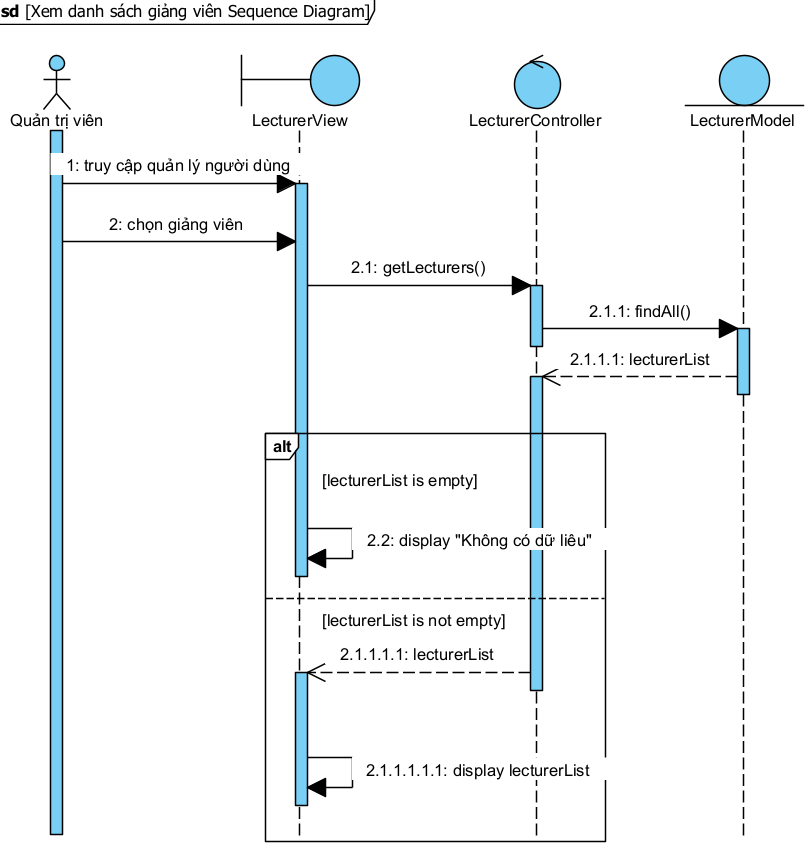 sd [Xem danh sách giảng viên Sequence Diagram]
Quản trị viên
LecturerView
LecturerController
LecturerModel
1: truy cập quản lý người dùng
2: chọn giảng viên
2.1: getLecturers()
2.1.1: findAll()
2.1.1.1: lecturerList
alt
[lecturerList is empty]
2.2: display "Không có dữ liêu"
[lecturerList is not empty]
2.1.1.1.1: lecturerList
2.1.1.1.1.1: display lecturerList